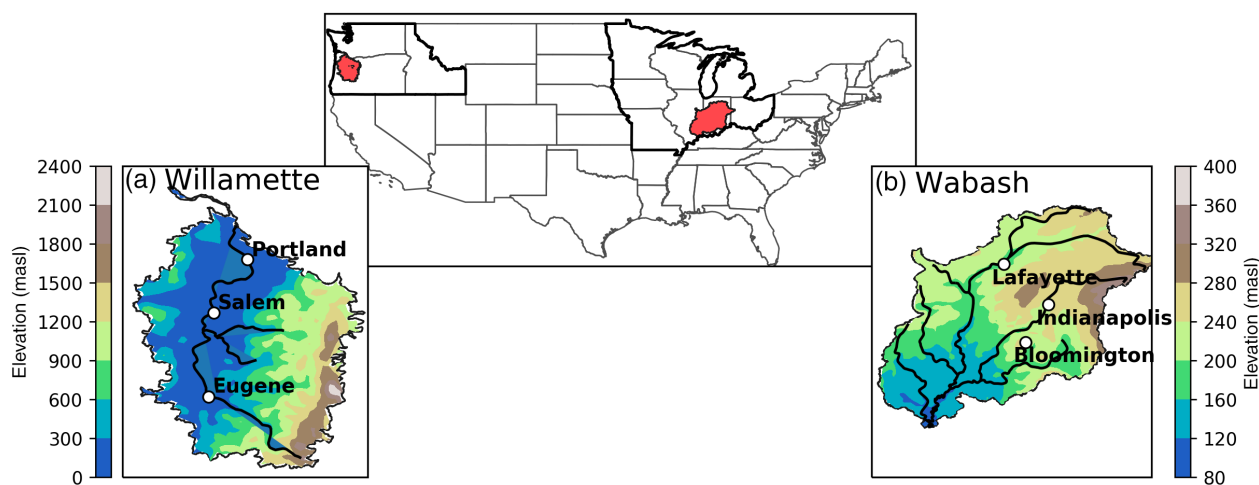 (a) Willamette
Portland
Salem
Eugene
Elevation (masl)
2400
2100
1800
1500
1200
900
600
300
0
(b) Wabash
Lafayette
Indianapolis
Bloomington
400
360
320
280
240
200
160
120
80
Elevation (masl)